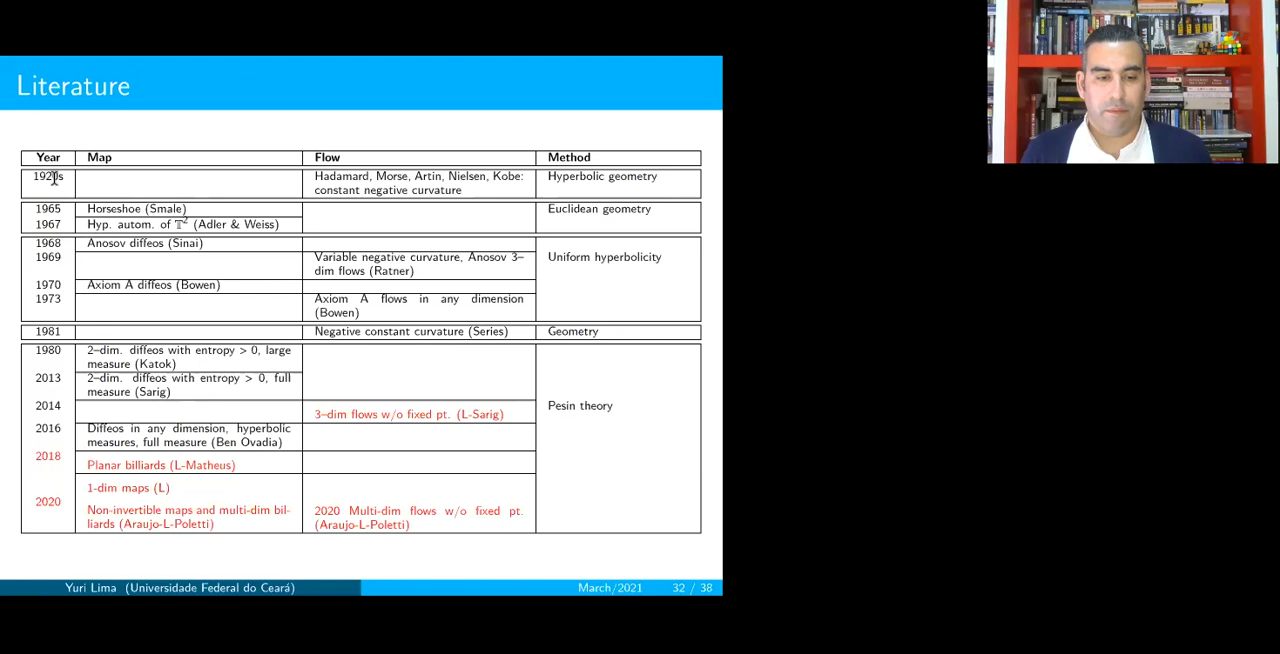 Literature
Year Map Flow Method
1920s Hadamard, Morse, Artin, Nielsen, Kobe: Hyperbolic geometry
constant negative curvature
1965 Horseshoe (Smale) Euclidean geometry
1967 Hyp. autom. of 𝕋² (Adler & Weiss)
1968 Anosov diffeos (Sinai)
1969 Variable negative curvature, Anosov 3– Uniform hyperbolicity
dim flows (Ratner)
1970 Axiom A diffeos (Bowen)
1973 Axiom A flows in any dimension
(Bowen)
1981 Negative constant curvature (Series) Geometry
1980 2–dim. diffeos with entropy > 0, large
measure (Katok)
2013 2–dim. diffeos with entropy > 0, full
measure (Sarig)
2014 3–dim flows w/o fixed pt. (L-Sarig) Pesin theory
2016 Diffeos in any dimension, hyperbolic
measures, full measure (Ben Ovadia)
2018
Planar billiards (L-Matheus)
1-dim maps (L)
2020
Non-invertible maps and multi-dim bil- 2020 Multi-dim flows w/o fixed pt.
liards (Araujo-L-Poletti) (Araujo-L-Poletti)
Yuri Lima (Universidade Federal do Ceará) March/2021 32 / 38